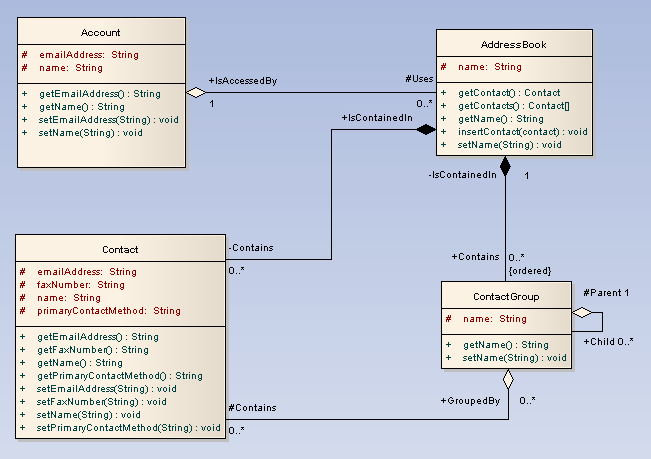 Account
# emailAddress: String
# name: String
+ getEmailAddress() : String
+ getName() : String
+ setEmailAddress(String) : void
+ setName(String) : void
+IsAccessedBy
1
#Uses
0..*
AddressBook
# name: String
+ getContact() : Contact
+ getContacts() : Contact[]
+ getName() : String
+ insertContact(contact) : void
+ setName(String) : void
+IsContainedIn
-IsContainedIn
1
-Contains
0..*
+Contains
0..*
{ordered}
Contact
# emailAddress: String
# faxNumber: String
# name: String
# primaryContactMethod: String
+ getEmailAddress() : String
+ getFaxNumber() : String
+ getName() : String
+ getPrimaryContactMethod() : String
+ setEmailAddress(String) : void
+ setFaxNumber(String) : void
+ setName(String) : void
+ setPrimaryContactMethod(String) : void
ContactGroup
# name: String
+ getName() : String
+ setName(String) : void
#Parent 1
+Child 0..*
+GroupedBy
0..*
#Contains
0..*